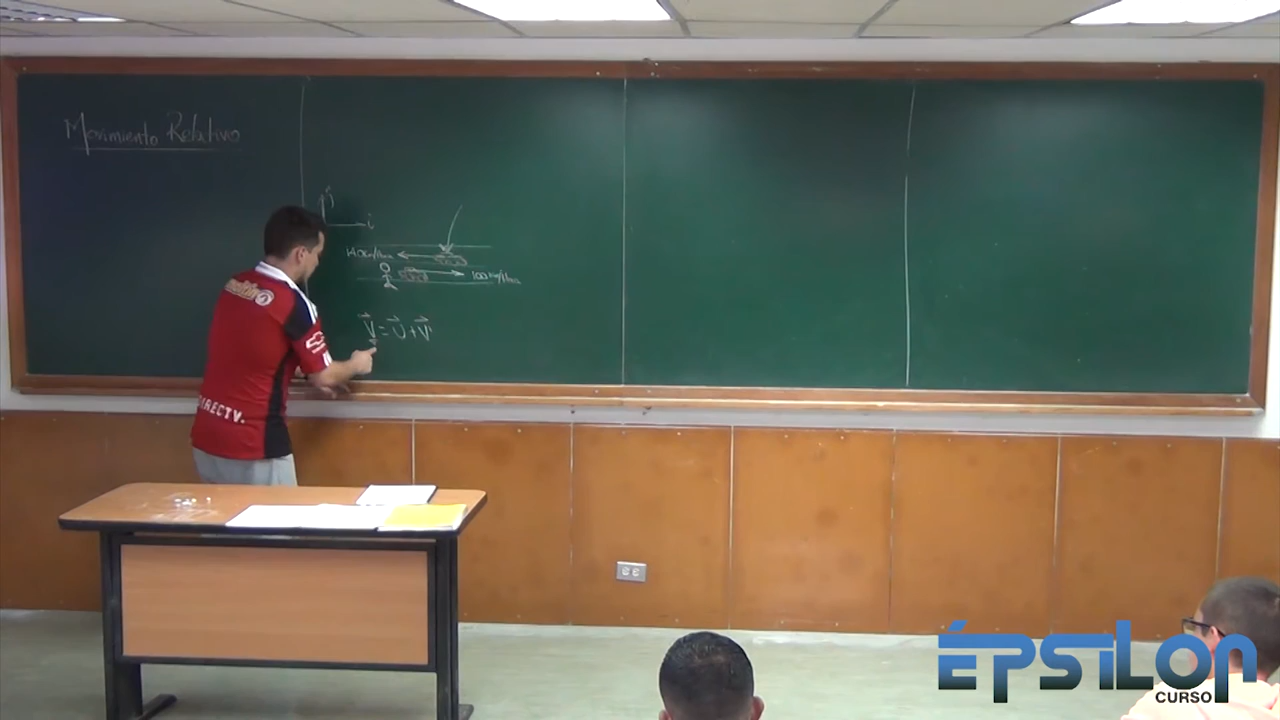 Movimiento Relativo
j
i
140 Km/Hora
100 Km/Hora
V = U + V'
DIRECTV.
ÉPSILON
CURSO